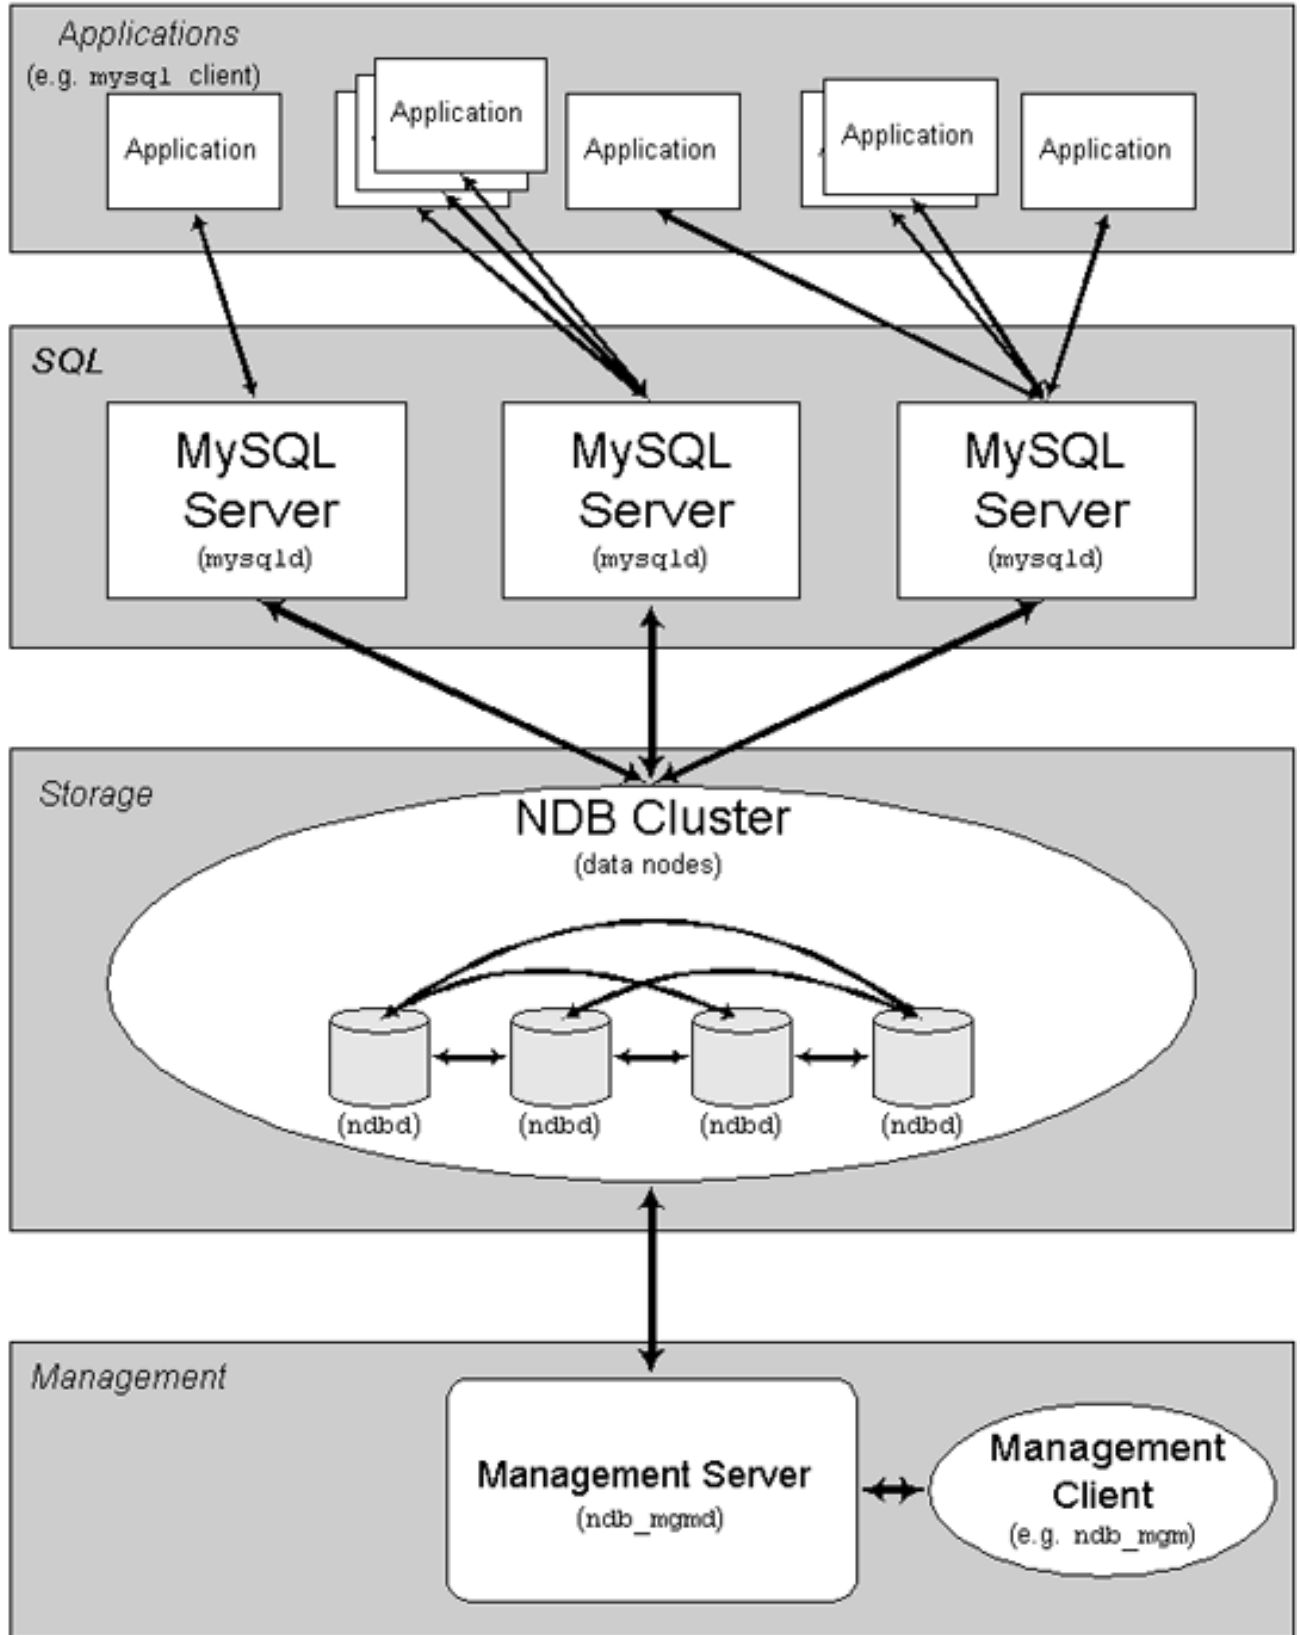 Applications
(e.g. mysql client)
Application
Application
Application
Application
Application
SQL
MySQL
Server
(mysqld)
MySQL
Server
(mysqld)
MySQL
Server
(mysqld)
Storage
NDB Cluster
(data nodes)
(ndbd)
(ndbd)
(ndbd)
(ndbd)
Management
Management Server
(ndb_mgmd)
Management
Client
(e.g. ndb_mgm)